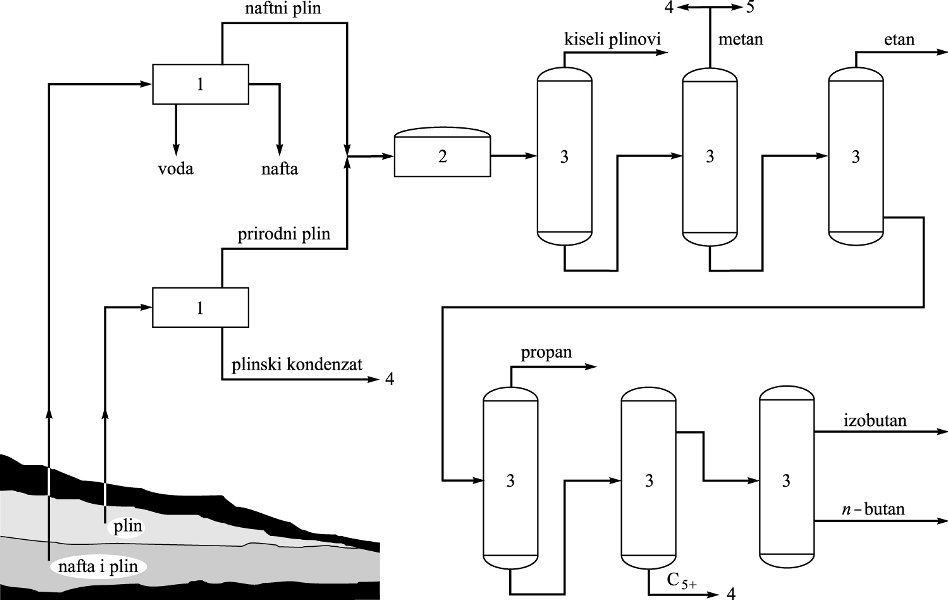 naftni plin
4
5
kiseli plinovi
metan
etan
1
voda
nafta
2
3
3
3
prirodni plin
1
plinski kondenzat
4
propan
3
3
3
izobutan
n-butan
C5+
4
plin
nafta i plin